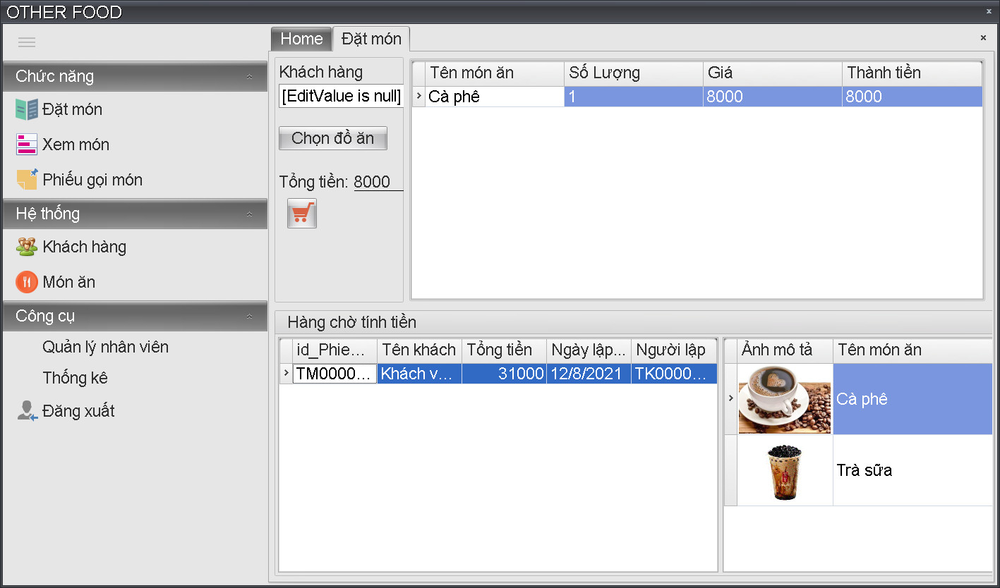 OTHER FOOD
Chức năng
Đặt món
Xem món
Phiếu gọi món
Hệ thống
Khách hàng
Món ăn
Công cụ
Quản lý nhân viên
Thống kê
Đăng xuất
Home Đặt món
Khách hàng
[EditValue is null]
Chọn đồ ăn
Tổng tiền: 8000
Tên món ăn Số Lượng Giá Thành tiền
Cà phê 1 8000 8000
Hàng chờ tính tiền
id_Phie... Tên khách Tổng tiền Ngày lập... Người lập
TM0000... Khách v... 31000 12/8/2021 TK0000...
Ảnh mô tả Tên món ăn
Cà phê
Trà sữa